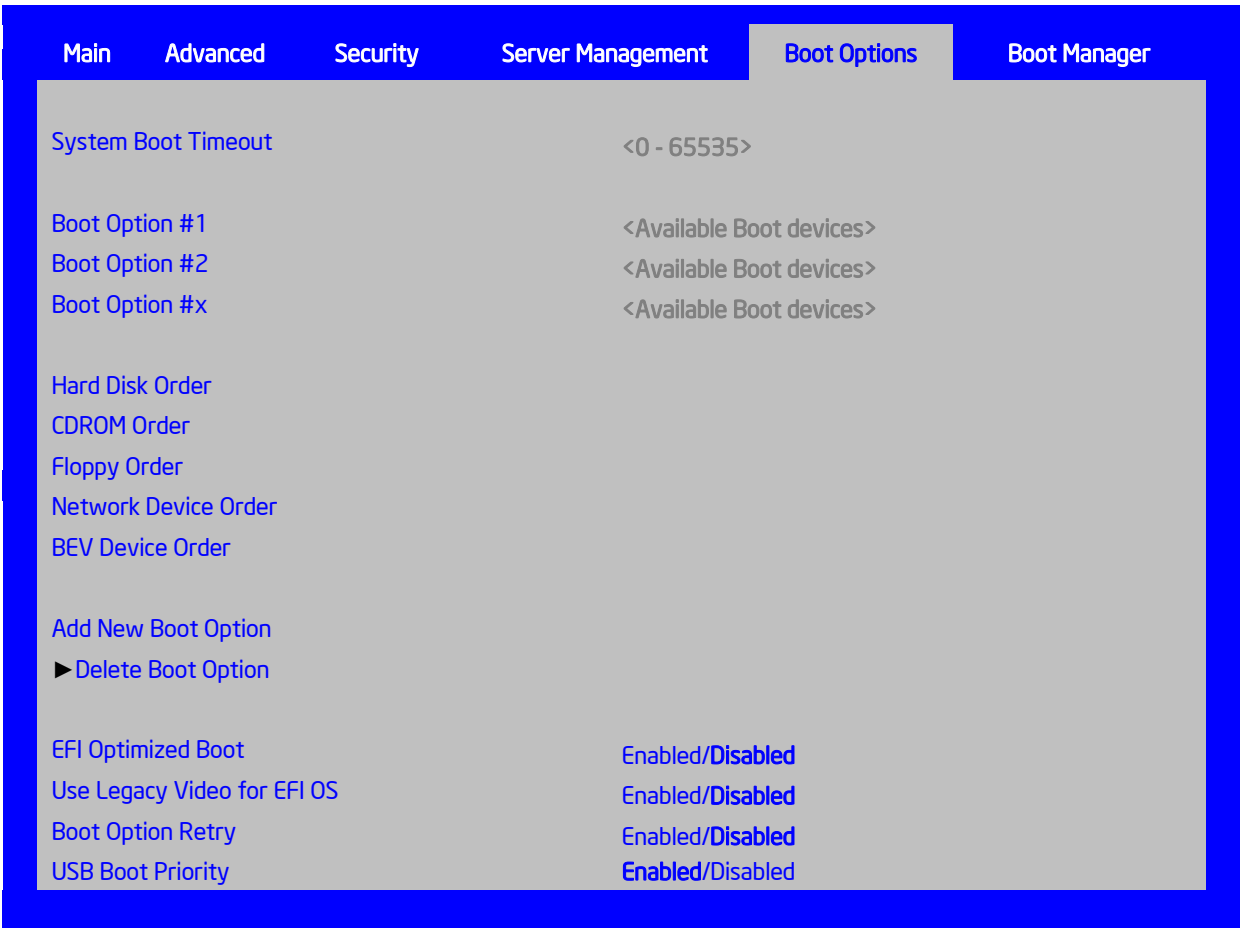 Main Advanced Security Server Management Boot Options Boot Manager
System Boot Timeout <0 - 65535>
Boot Option #1 <Available Boot devices>
Boot Option #2 <Available Boot devices>
Boot Option #x <Available Boot devices>
Hard Disk Order
CDROM Order
Floppy Order
Network Device Order
BEV Device Order
Add New Boot Option
►Delete Boot Option
EFI Optimized Boot Enabled/Disabled
Use Legacy Video for EFI OS Enabled/Disabled
Boot Option Retry Enabled/Disabled
USB Boot Priority Enabled/Disabled